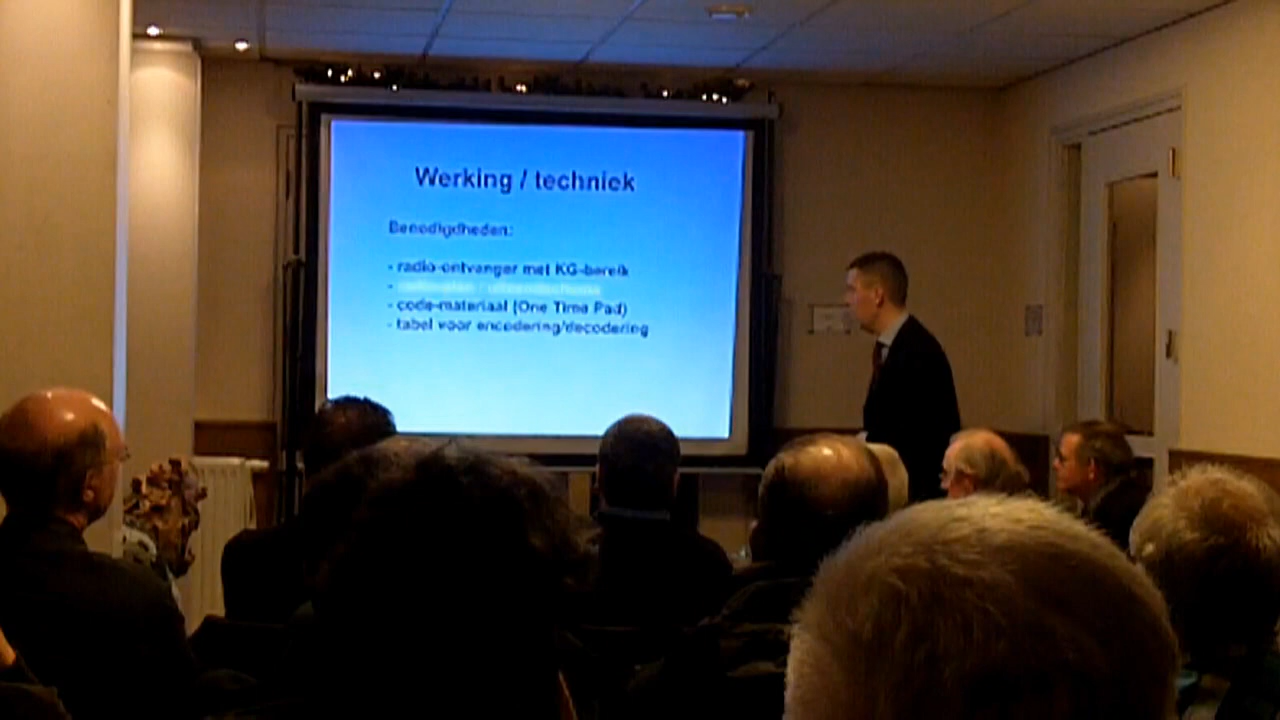 Werking / techniek
Benodigdheden:
- radio-ontvanger met KG-bereik
-
- code-materiaal (One Time Pad)
- tabel voor encodering/decodering